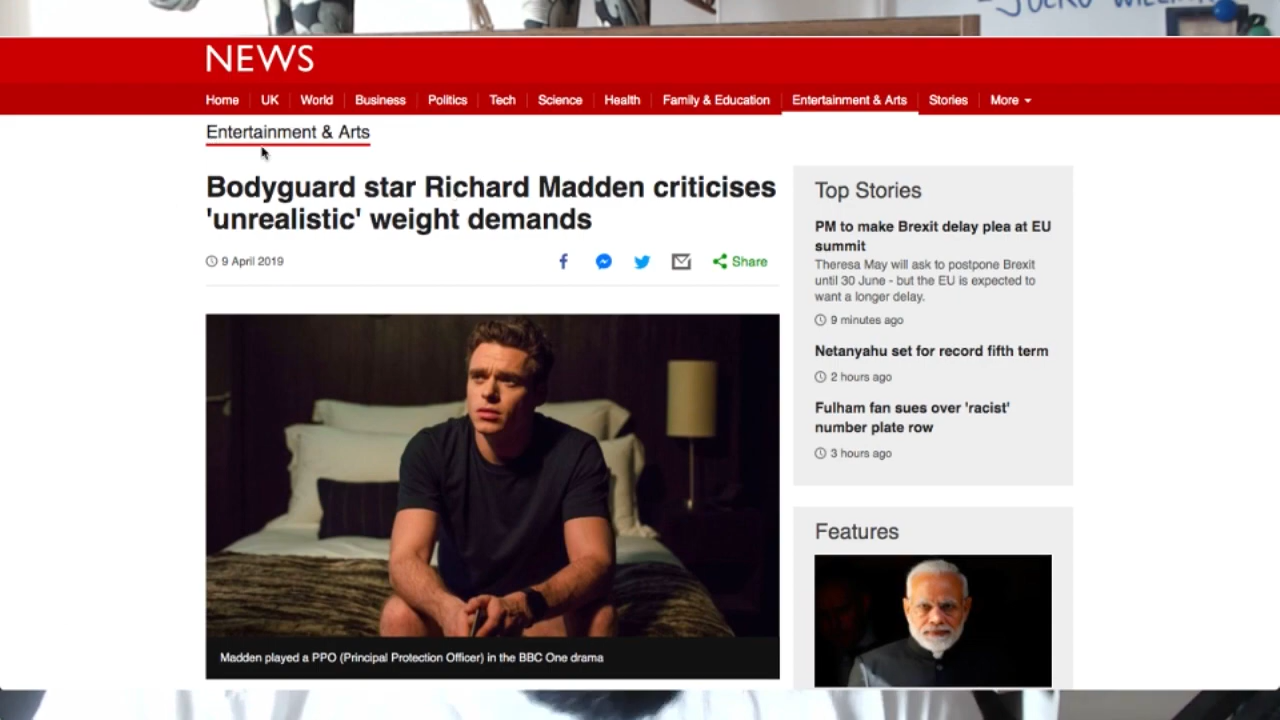 NEWS
Home UK World Business Politics Tech Science Health Family & Education Entertainment & Arts Stories More
Entertainment & Arts
Bodyguard star Richard Madden criticises
'unrealistic' weight demands
9 April 2019
Share
Madden played a PPO (Principal Protection Officer) in the BBC One drama
Top Stories
PM to make Brexit delay plea at EU
summit
Theresa May will ask to postpone Brexit
until 30 June - but the EU is expected to
want a longer delay.
9 minutes ago
Netanyahu set for record fifth term
2 hours ago
Fulham fan sues over 'racist'
number plate row
3 hours ago
Features